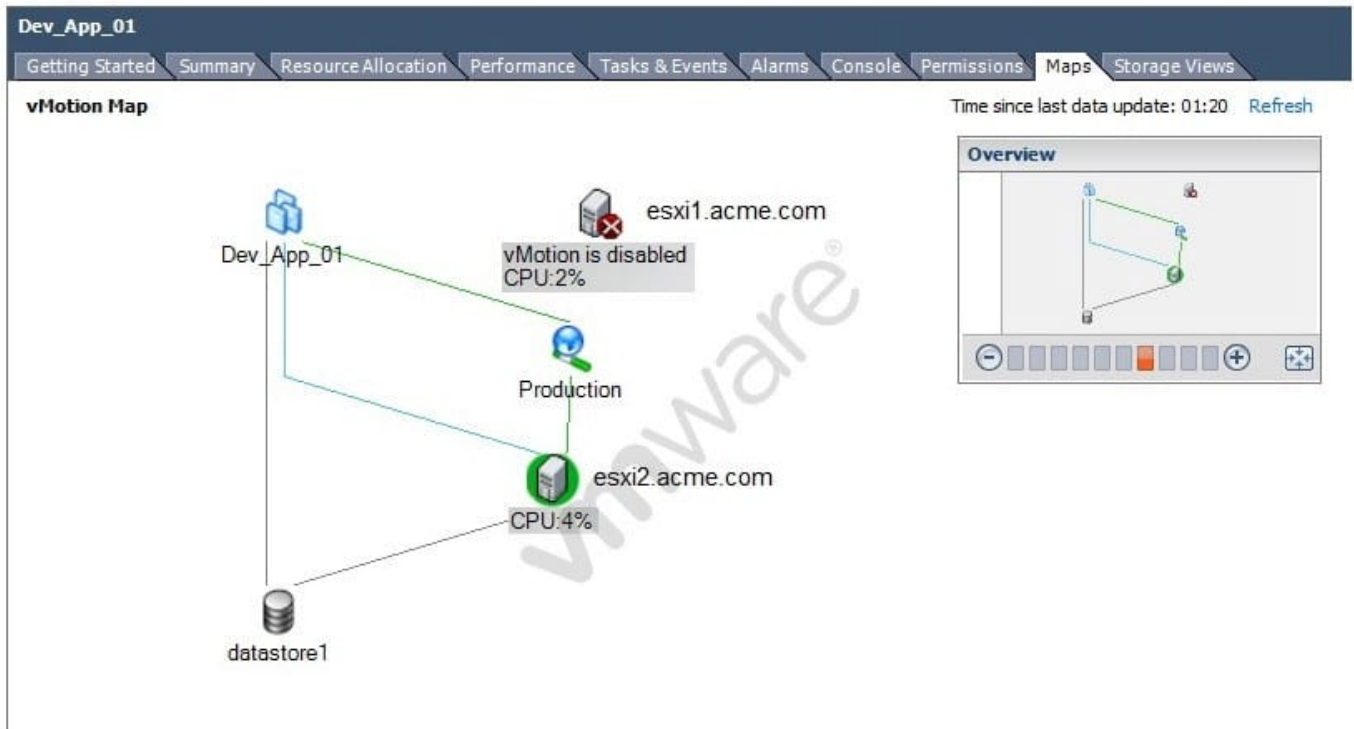 Dev_App_01
Getting Started Summary Resource Allocation Performance Tasks & Events Alarms Console Permissions Maps Storage Views
vMotion Map
Time since last data update: 01:20 Refresh
Overview
esxi1.acme.com
Dev_App_01
vMotion is disabled
CPU:2%
Production
esxi2.acme.com
CPU:4%
datastore1
vmware®